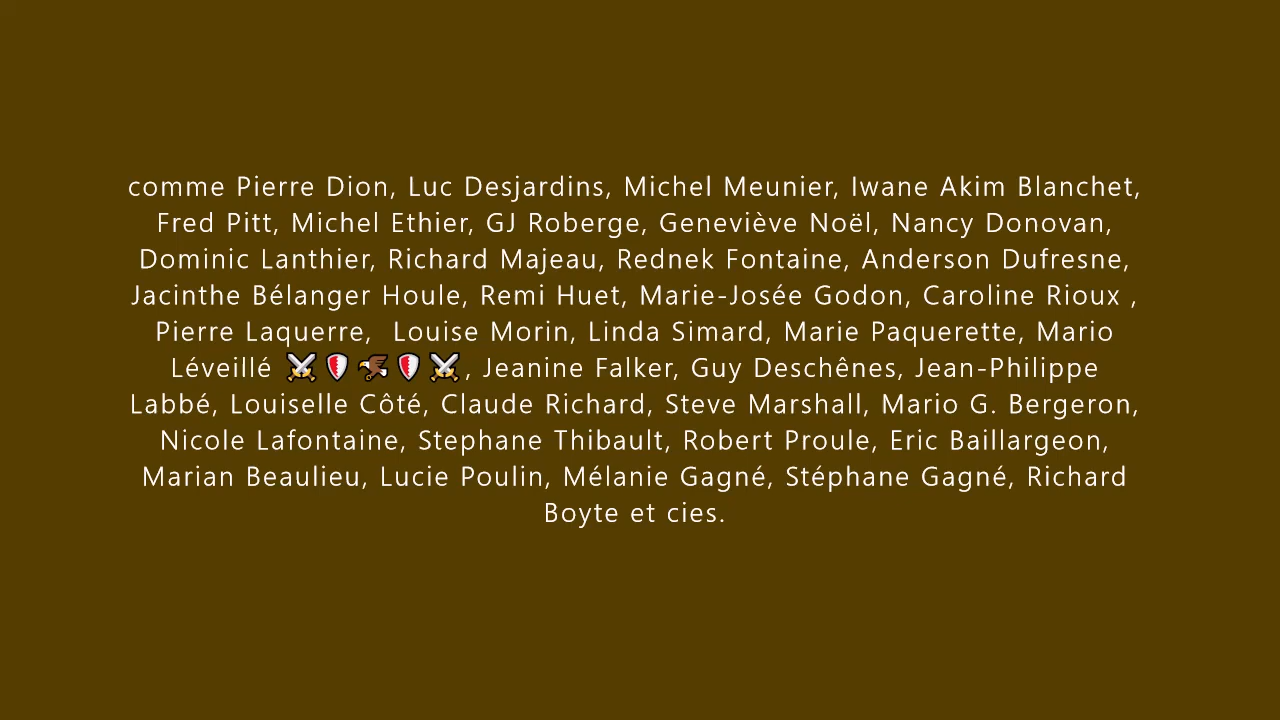 comme Pierre Dion, Luc Desjardins, Michel Meunier, Iwane Akim Blanchet,
Fred Pitt, Michel Ethier, GJ Roberge, Geneviève Noël, Nancy Donovan,
Dominic Lanthier, Richard Majeau, Rednek Fontaine, Anderson Dufresne,
Jacinthe Bélanger Houle, Remi Huet, Marie-Josée Godon, Caroline Rioux ,
Pierre Laquerre,  Louise Morin, Linda Simard, Marie Paquerette, Mario
Léveillé ⚔🛡🦅🛡⚔, Jeanine Falker, Guy Deschênes, Jean-Philippe
Labbé, Louiselle Côté, Claude Richard, Steve Marshall, Mario G. Bergeron,
Nicole Lafontaine, Stephane Thibault, Robert Proule, Eric Baillargeon,
Marian Beaulieu, Lucie Poulin, Mélanie Gagné, Stéphane Gagné, Richard
Boyte et cies.